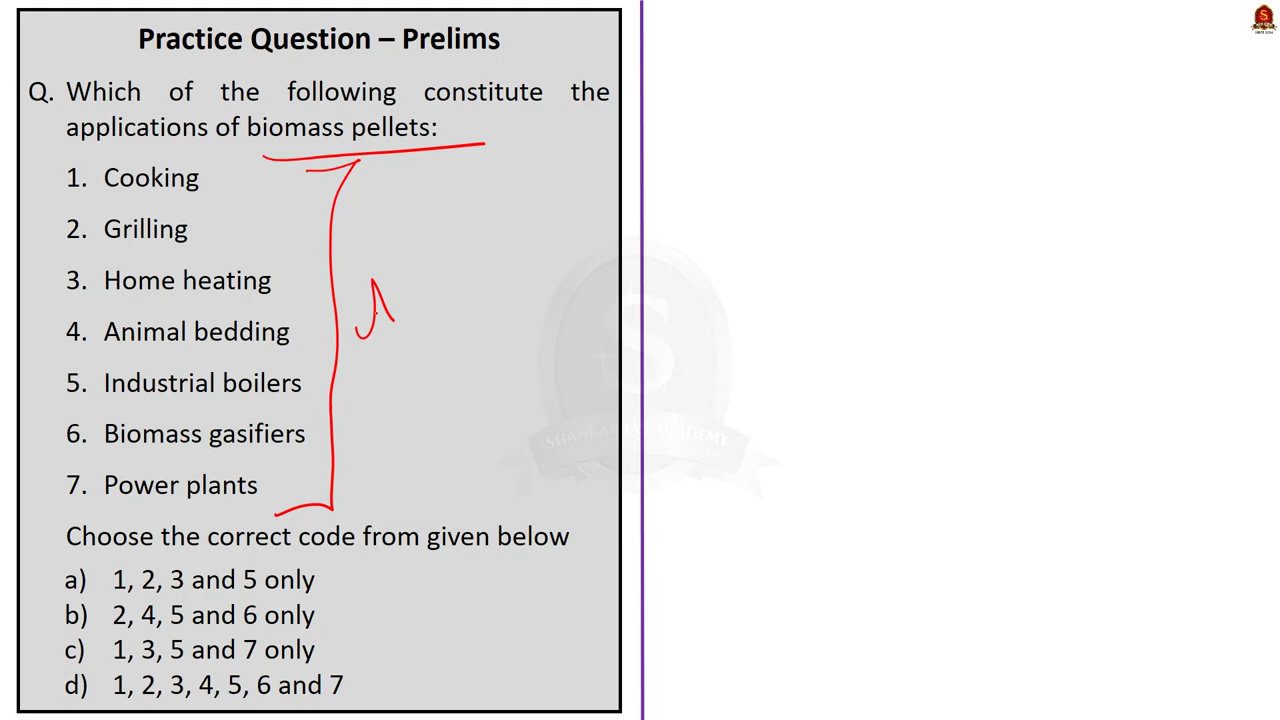 Practice Question – Prelims
Q. Which of the following constitute the
applications of biomass pellets:
1. Cooking
2. Grilling
3. Home heating
4. Animal bedding
5. Industrial boilers
6. Biomass gasifiers
7. Power plants
Choose the correct code from given below
a) 1, 2, 3 and 5 only
b) 2, 4, 5 and 6 only
c) 1, 3, 5 and 7 only
d) 1, 2, 3, 4, 5, 6 and 7